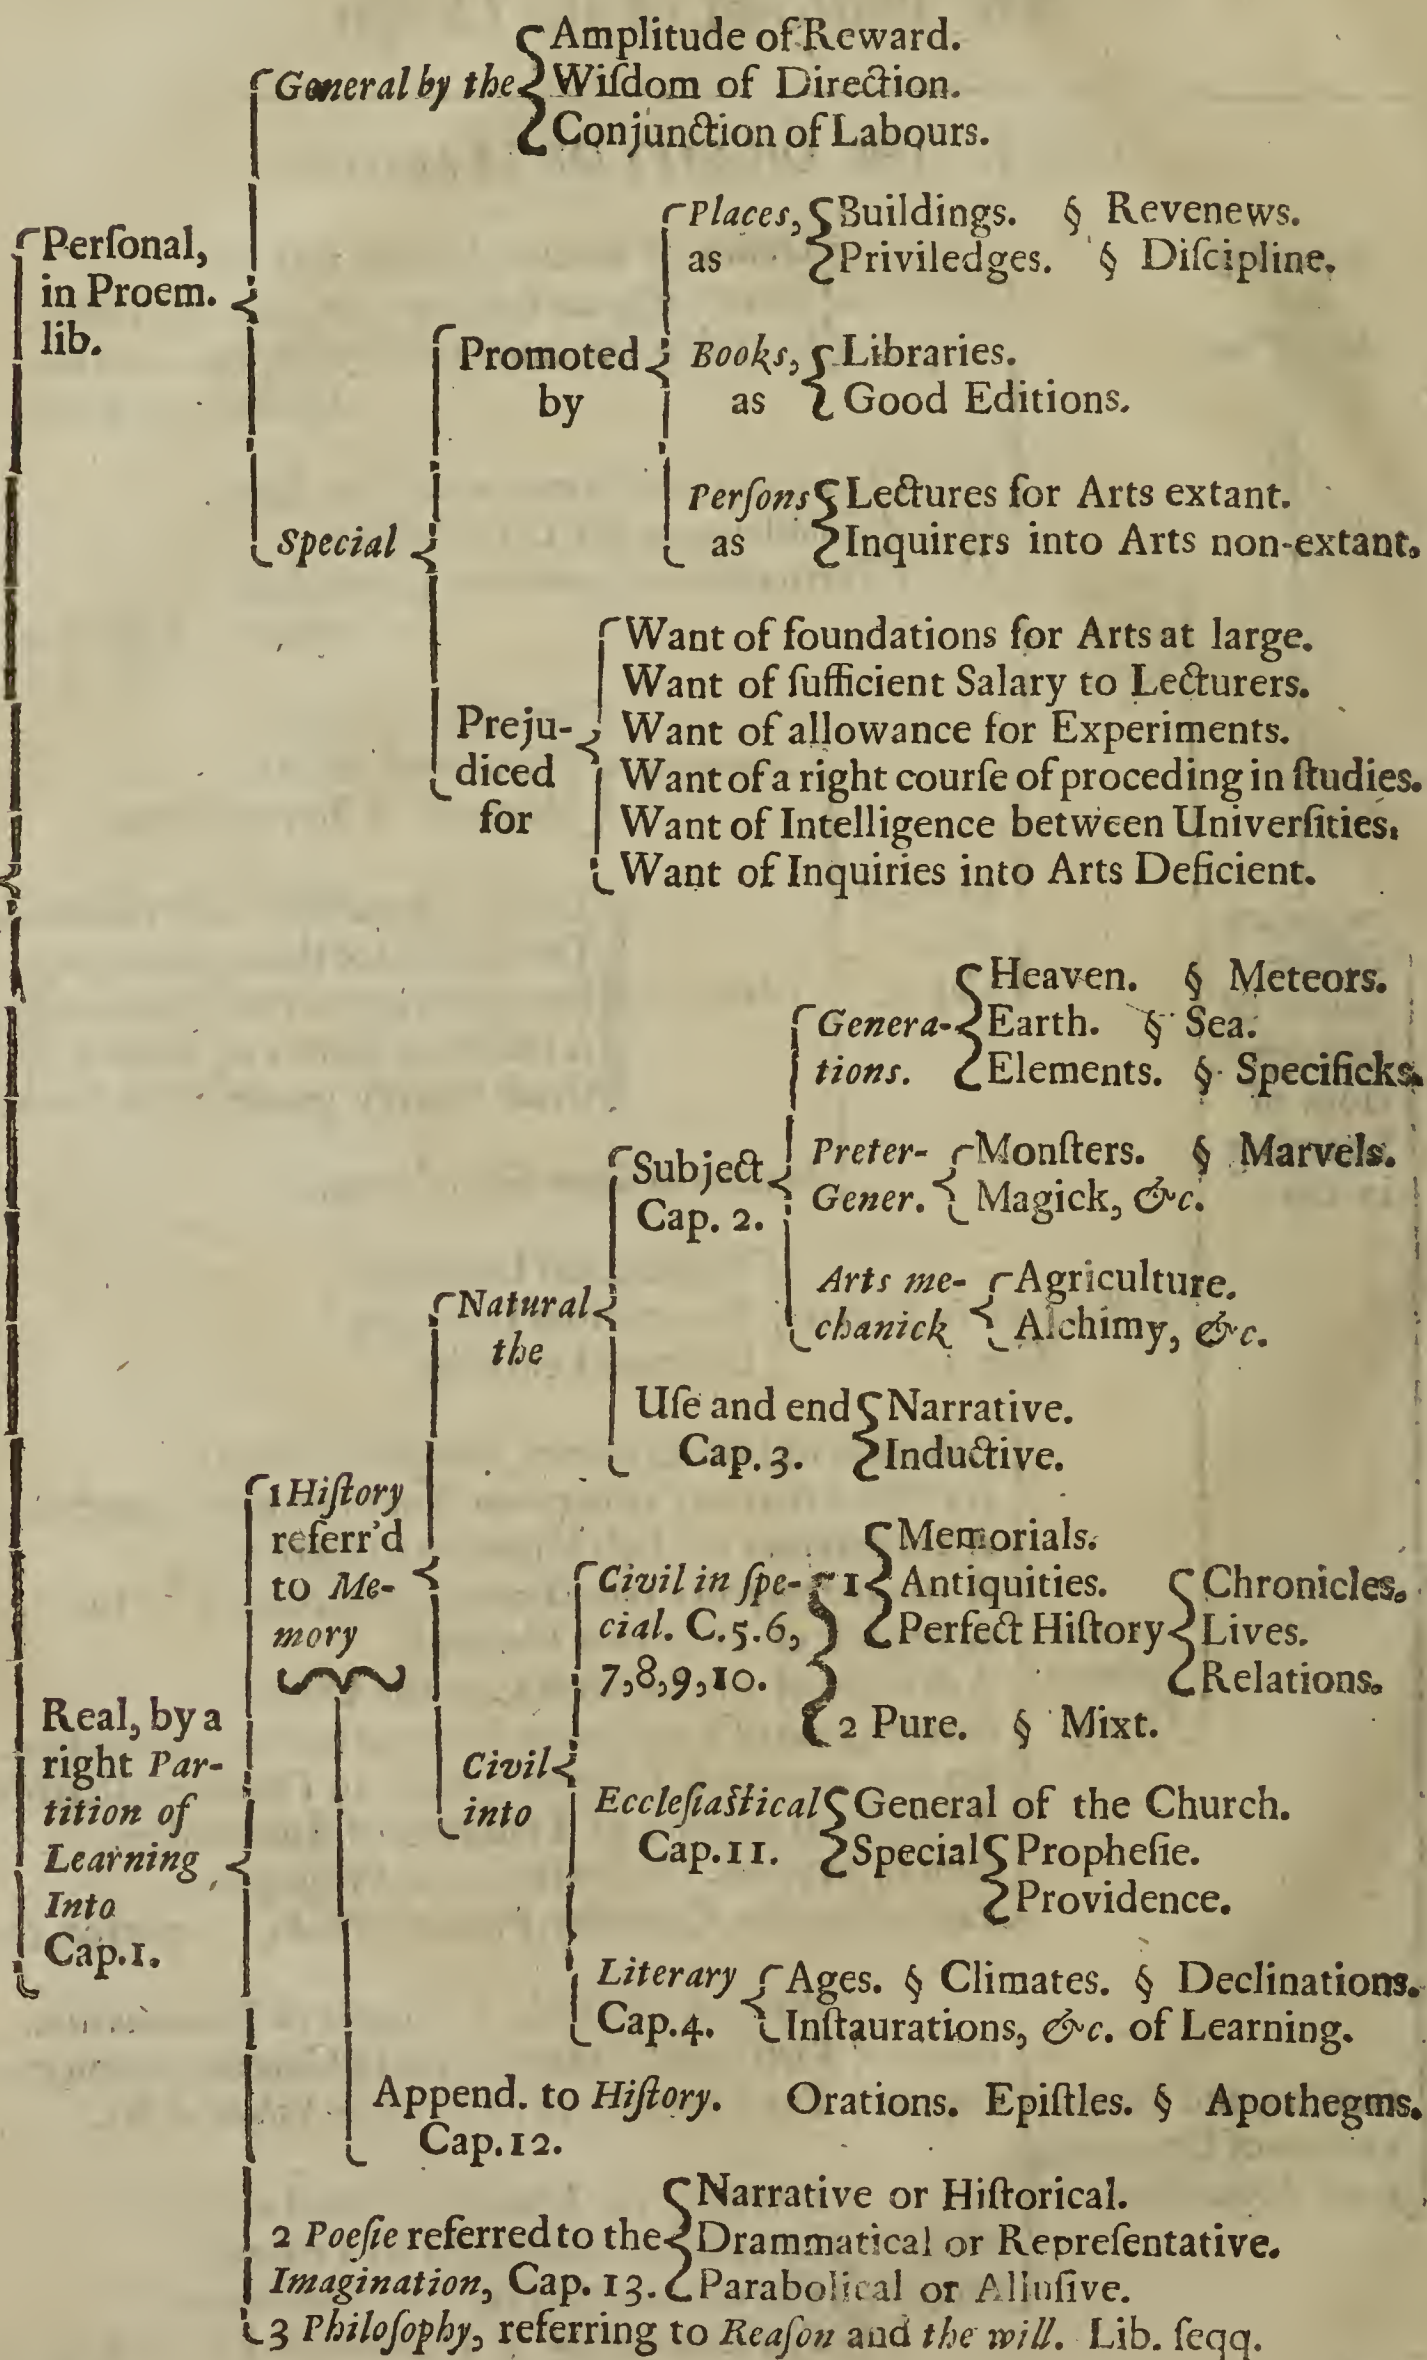 Amplitude of Reward.
General by the Wiſdom of Direction.
Conjunction of Labours.
Perſonal,
in Proem.
lib.
Places, Buildings. § Revenews.
as Priviledges. § Diſcipline.
Promoted Books, Libraries.
by as Good Editions.
Perſons Lectures for Arts extant.
Special as Inquirers into Arts non-extant.
Want of foundations for Arts at large.
Want of ſufficient Salary to Lecturers.
Preju- Want of allowance for Experiments.
diced Want of a right courſe of proceding in ſtudies.
for Want of Intelligence between Univerſities.
Want of Inquiries into Arts Deficient.
Heaven. § Meteors.
Genera- Earth. § Sea.
tions. Elements. § Specificks.
Subject Preter- Monſters. § Marvels.
Cap. 2. Gener. Magick, &c.
Natural Arts me- Agriculture.
the chanick Alchimy, &c.
Uſe and end Narrative.
Cap. 3. Inductive.
1 Hiſtory
referr'd
to Me-
mory
Memorials.
Civil in ſpe- 1 Antiquities. Chronicles.
cial. C.5.6, Perfect Hiſtory Lives.
7,8,9,10. Relations.
2 Pure. § Mixt.
Real, by a
right Par-
tition of
Learning
Into
Cap.1.
Civil
into
Eccleſiaſtical General of the Church.
Cap.11. Special Propheſie.
Providence.
Literary Ages. § Climates. § Declinations.
Cap.4. Inſtaurations, &c. of Learning.
Append. to Hiſtory. Orations. Epiſtles. § Apothegms.
Cap.12.
Narrative or Hiſtorical.
2 Poeſie referred to the Drammatical or Repreſentative.
Imagination, Cap. 13. Parabolical or Alluſive.
3 Philoſophy, referring to Reaſon and the will. Lib. ſeqq.